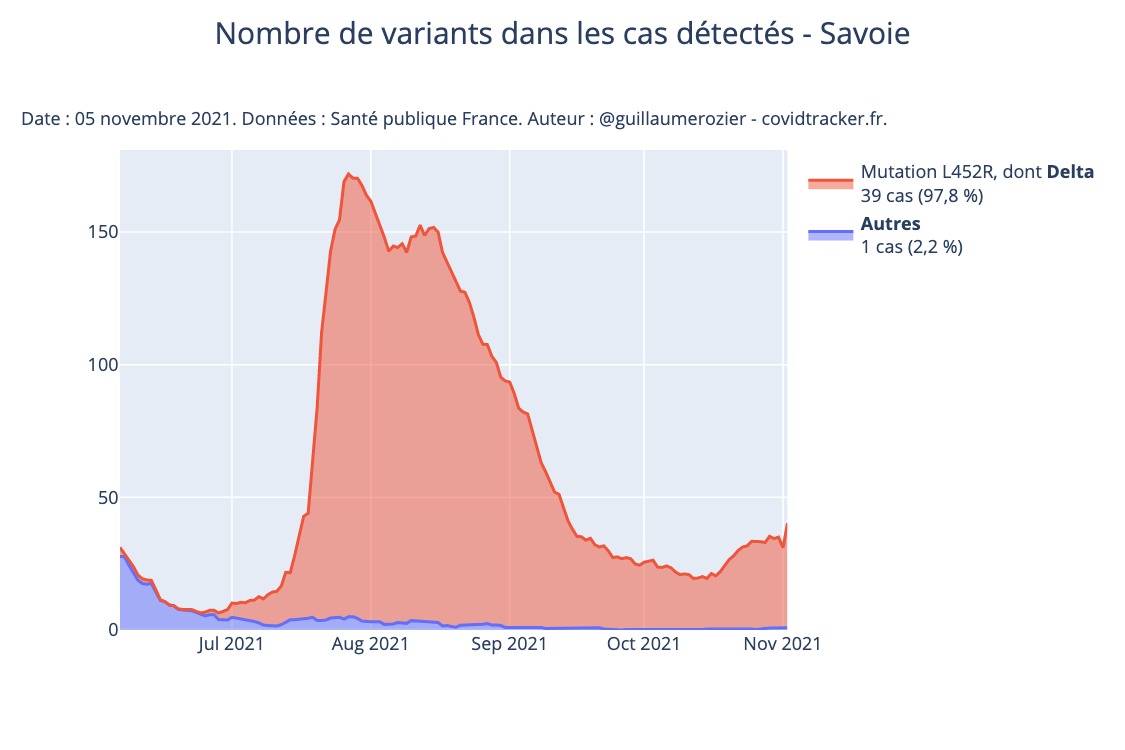 Nombre de variants dans les cas détectés - Savoie
Date : 05 novembre 2021. Données : Santé publique France. Auteur : @guillaumerozier - covidtracker.fr.
Mutation L452R, dont Delta
39 cas (97,8 %)
Autres
1 cas (2,2 %)
150
100
50
0
Jul 2021 Aug 2021 Sep 2021 Oct 2021 Nov 2021